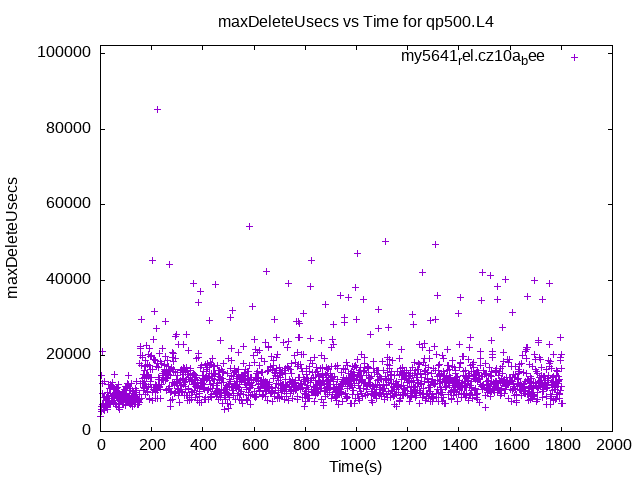 maxDeleteUsecs vs Time for qp500.L4
my5641rel.cz10abee
100000
80000
60000
40000
20000
0
maxDeleteUsecs
0 200 400 600 800 1000 1200 1400 1600 1800 2000
Time(s)